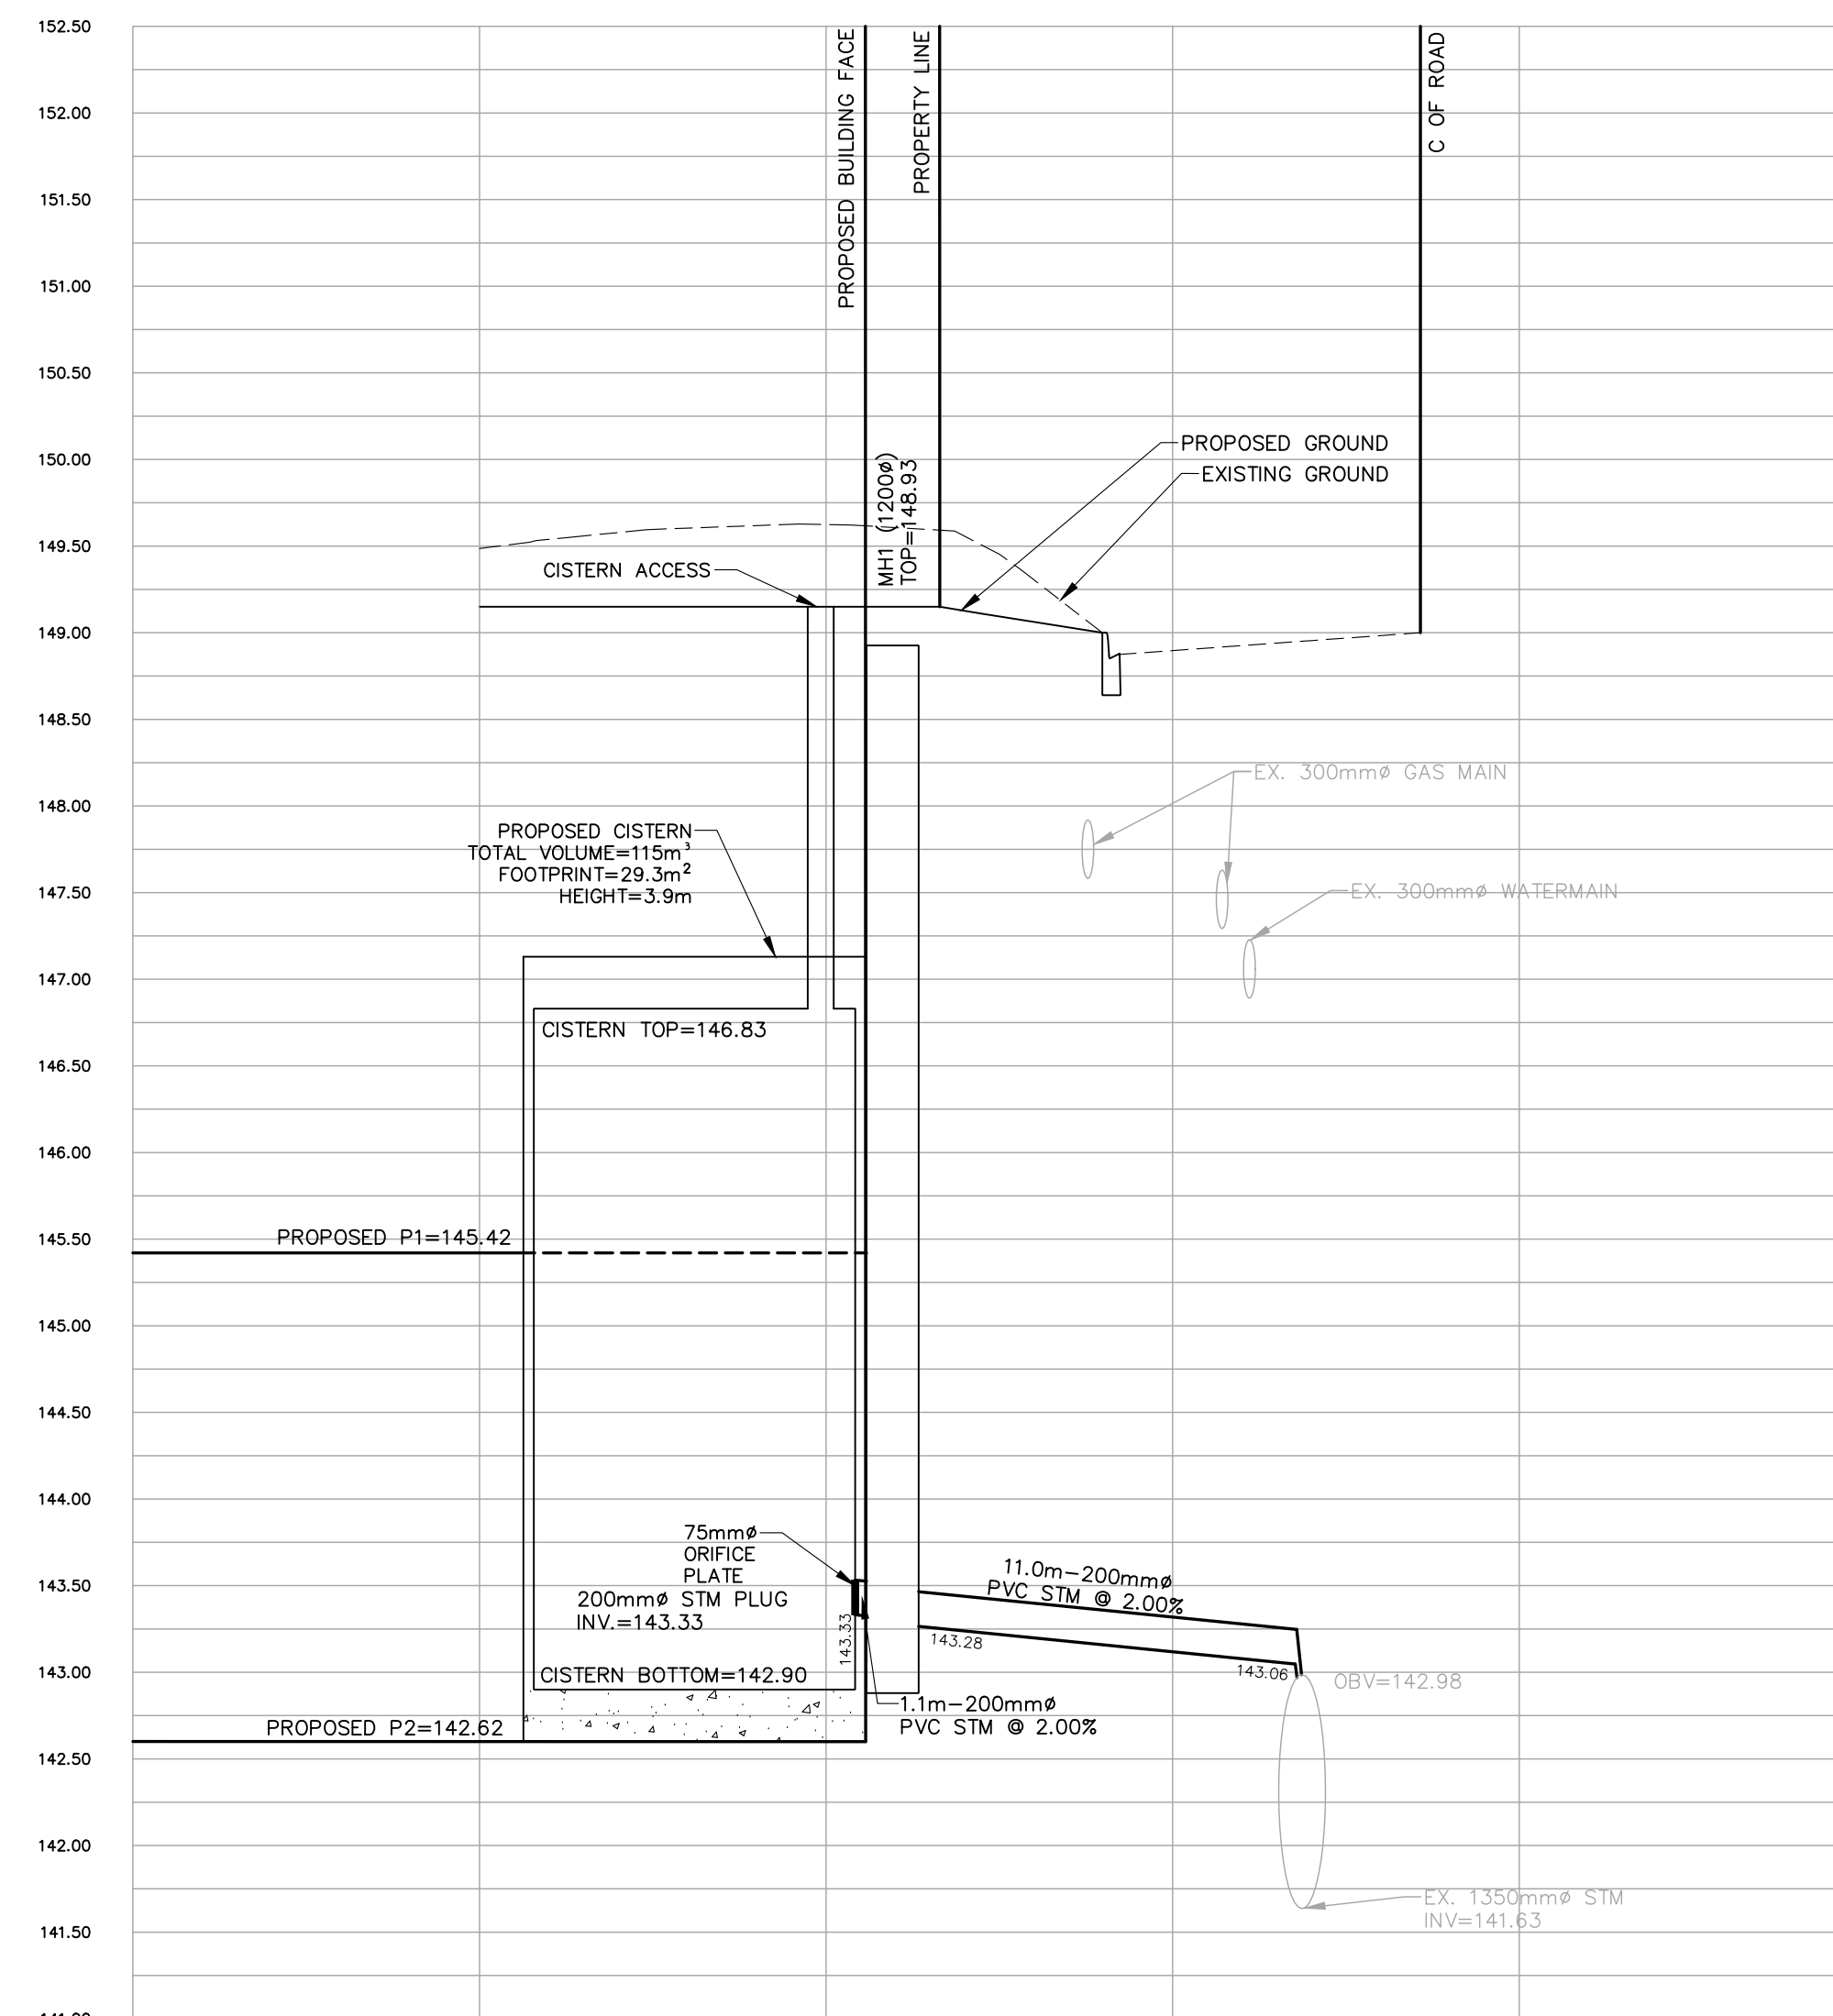 152.50
152.00
151.50
151.00
150.50
150.00
149.50
149.00
148.50
148.00
147.50
147.00
146.50
146.00
145.50
145.00
144.50
144.00
143.50
143.00
142.50
142.00
141.50
PROPOSED BUILDING FACE
PROPERTY LINE
C OF ROAD
MH1 (1200ø)
TOP=148.93
PROPOSED GROUND
EXISTING GROUND
CISTERN ACCESS
EX. 300mmø GAS MAIN
EX. 300mmø WATERMAIN
PROPOSED CISTERN
TOTAL VOLUME=115m³
FOOTPRINT=29.3m²
HEIGHT=3.9m
CISTERN TOP=146.83
PROPOSED P1=145.42
75mmø
ORIFICE
PLATE
200mmø STM PLUG
INV.=143.33
143.33
11.0m-200mmø
PVC STM @ 2.00%
143.28
143.06
OBV=142.98
CISTERN BOTTOM=142.90
1.1m-200mmø
PVC STM @ 2.00%
PROPOSED P2=142.62
EX. 1350mmø STM
INV=141.63